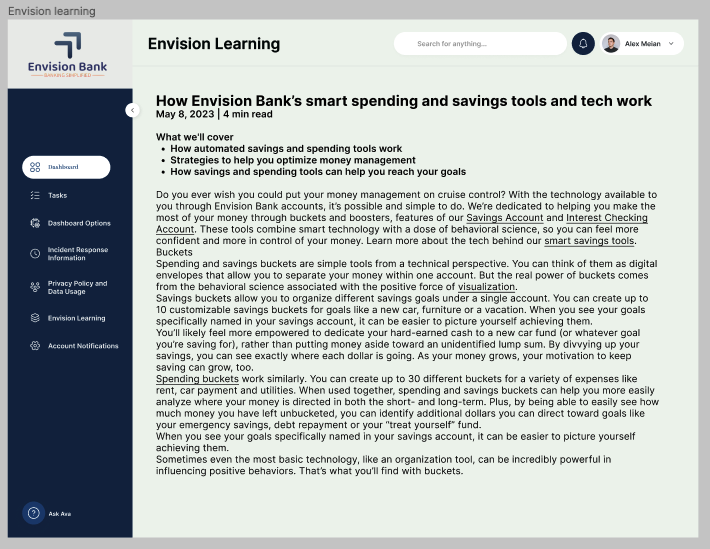 Envision learning
Envision Bank
BANKING SIMPLIFIED
Envision Learning
Search for anything...
Alex Meian
Dashboard
Tasks
Dashboard Options
Incident Response
Information
Privacy Policy and
Data Usage
Envision Learning
Account Notifications
Ask Ava
How Envision Bank's smart spending and savings tools and tech work
May 8, 2023 | 4 min read
What we'll cover
• How automated savings and spending tools work
• Strategies to help you optimize money management
• How savings and spending tools can help you reach your goals
Do you ever wish you could put your money management on cruise control? With the technology available to
you through Envision Bank accounts, it's possible and simple to do. We're dedicated to helping you make the
most of your money through buckets and boosters, features of our Savings Account and Interest Checking
Account. These tools combine smart technology with a dose of behavioral science, so you can feel more
confident and more in control of your money. Learn more about the tech behind our smart savings tools.
Buckets
Spending and savings buckets are simple tools from a technical perspective. You can think of them as digital
envelopes that allow you to separate your money within one account. But the real power of buckets comes
from the behavioral science associated with the positive force of visualization.
Savings buckets allow you to organize different savings goals under a single account. You can create up to
10 customizable savings buckets for goals like a new car, furniture or a vacation. When you see your goals
specifically named in your savings account, it can be easier to picture yourself achieving them.
You'll likely feel more empowered to dedicate your hard-earned cash to a new car fund (or whatever goal
you're saving for), rather than putting money aside toward an unidentified lump sum. By divvying up your
savings, you can see exactly where each dollar is going. As your money grows, your motivation to keep
saving can grow, too.
Spending buckets work similarly. You can create up to 30 different buckets for a variety of expenses like
rent, car payment and utilities. When used together, spending and savings buckets can help you more easily
analyze where your money is directed in both the short- and long-term. Plus, by being able to easily see how
much money you have left unbucketed, you can identify additional dollars you can direct toward goals like
your emergency savings, debt repayment or your "treat yourself" fund.
When you see your goals specifically named in your savings account, it can be easier to picture yourself
achieving them.
Sometimes even the most basic technology, like an organization tool, can be incredibly powerful in
influencing positive behaviors. That's what you'll find with buckets.